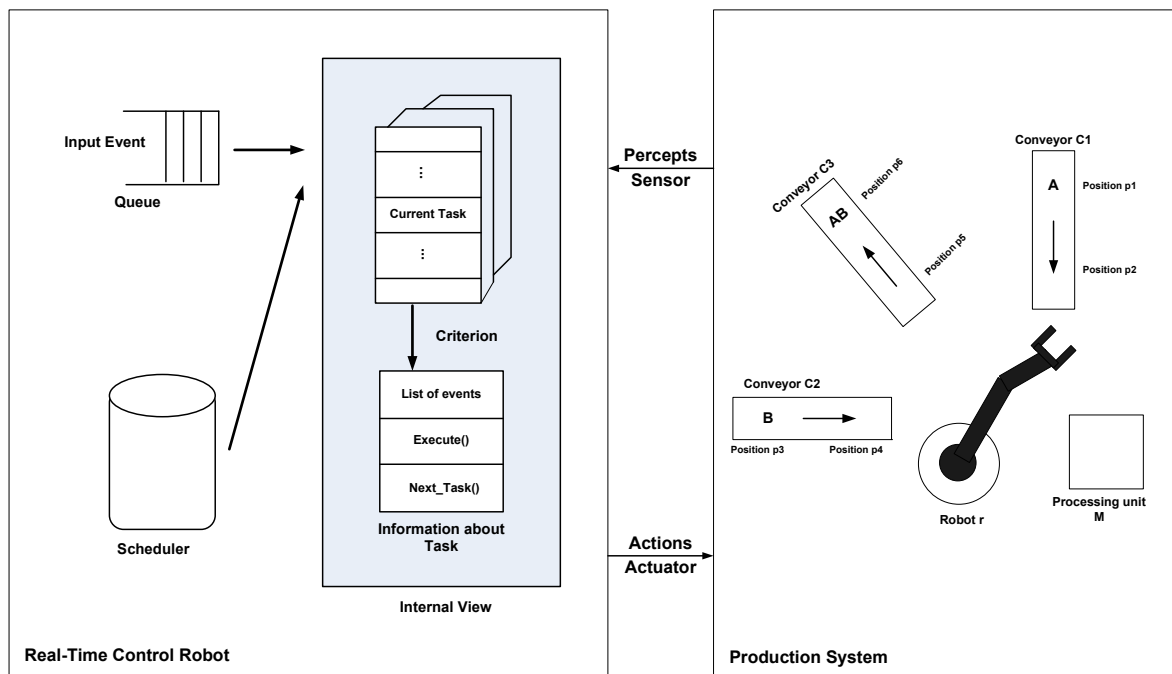 Input Event
Queue
Scheduler
⋮
Current Task
⋮
Criterion
List of events
Execute()
Next_Task()
Information about
Task
Internal View
Real-Time Control Robot
Percepts
Sensor
Actions
Actuator
Conveyor C3
Position p6
AB
Position p5
Conveyor C1
A
Position p1
Position p2
Conveyor C2
B
Position p3
Position p4
Robot r
Processing unit
M
Production System